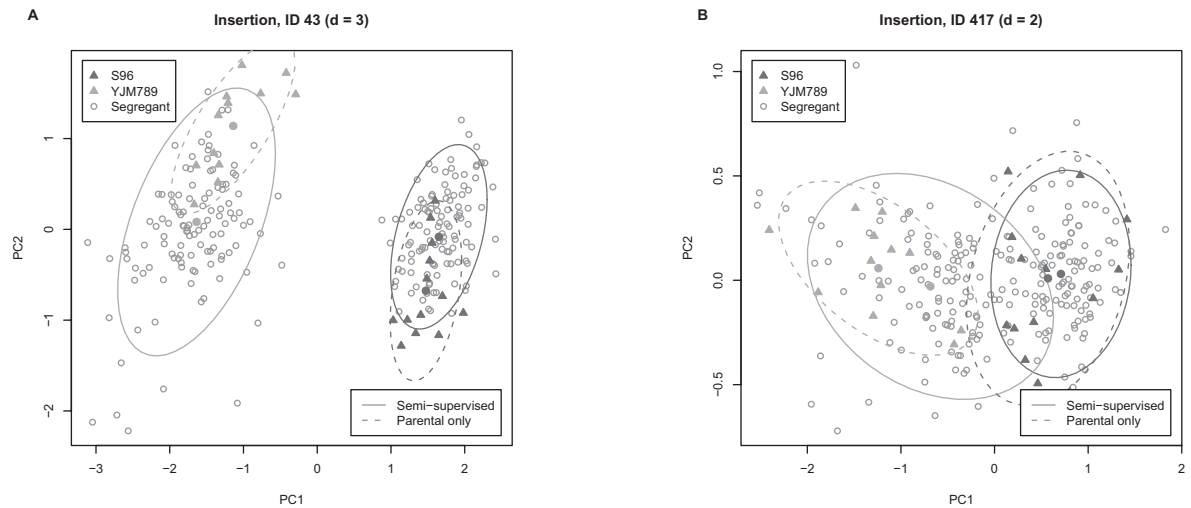 A
Insertion, ID 43 (d = 3)
S96
YJM789
Segregant
1
0
−1
−2
PC2
Semi−supervised
Parental only
−3 −2 −1 0 1 2
PC1
B
Insertion, ID 417 (d = 2)
S96
YJM789
Segregant
1.0
0.5
0.0
−0.5
PC2
Semi−supervised
Parental only
−2 −1 0 1 2
PC1